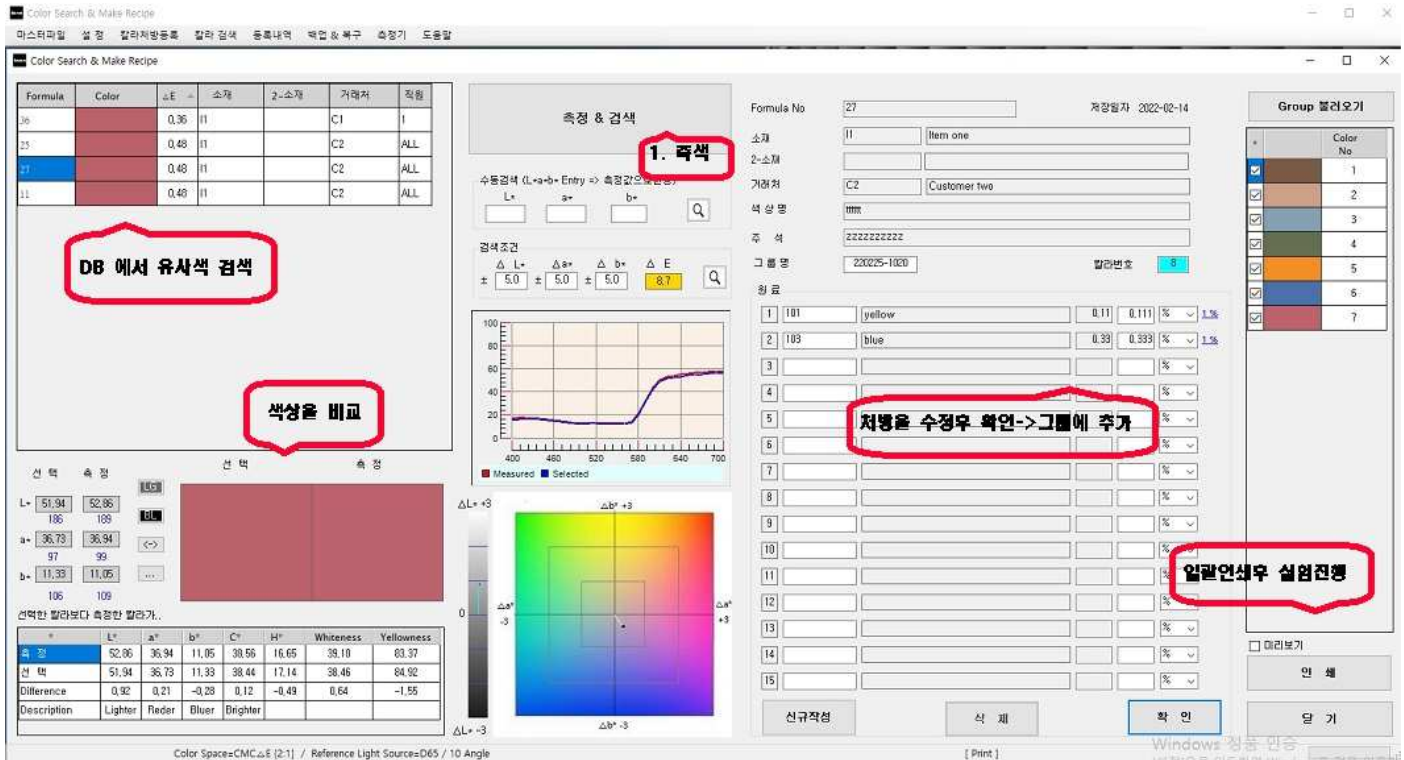 Color Search & Make Recipe
마스터파일 설 정 칼라처방등록 칼라 검색 등록내역 백업 & 복구 측정기 도움말
Color Search & Make Recipe
Formula Color △E 소재 2-소재 거래처 직원
36 0,36 I1 C1 1
25 0,48 I1 C2 ALL
27 0,48 I1 C2 ALL
11 0,48 I1 C2 ALL
DB 에서 유사색 검색
색상을 비교
선 택 측 정
선 택 측 정
L* 51,94 52,86
186 189
LG
BL
a* 36,73 36,94
97 99
<->
b* 11,33 11,05
...
106 109
선택한 칼라보다 측정한 칼라가..
* L* a* b* C* H* Whiteness Yellowness
측 정 52,86 36,94 11,05 38,56 16,65 39,10 83,37
선 택 51,94 36,73 11,33 38,44 17,14 38,46 84,92
Difference 0,92 0,21 -0,28 0,12 -0,49 0,64 -1,55
Description Lighter Reder Bluer Brighter
측정 & 검색
1. 측색
수동검색 (L*a*b* Entry => 측정값으로
L* a* b*
검색조건
△ L* △a* △ b* △ E
± 5.0 ± 5.0 ± 5.0 8.7
100
80
60
40
20
0
400 460 520 580 640 700
Measured Selected
△L* +3
0
△L* -3
△b* +3
△a* -3
△a* +3
△b* -3
Formula No 27 저장일자 2022-02-14
소재 I1 Item one
2-소재
거래처 C2 Customer two
색 상 명 tttttt
주 석 zzzzzzzzzz
그 룹 명 220225-1020 칼라번호 8
원 료
1 101 yellow 0,11 0,111 % 1.%
2 103 blue 0,33 0,333 % 1.%
3 %
4
5 %
6 %
7 %
8 %
9 %
10 %
11 %
12 %
13 %
14 %
15 %
처방을 수정후 확인->그룹에 추가
신규작성 삭 제 확 인
Group 불러오기
* Color No
1
2
3
4
5
6
7
일괄인쇄후 실험진행
미리보기
인 쇄
닫 기
Color Space=CMC△E (2:1) / Reference Light Source=D65 / 10 Angle
[ Print ]
Windows 정품 인증